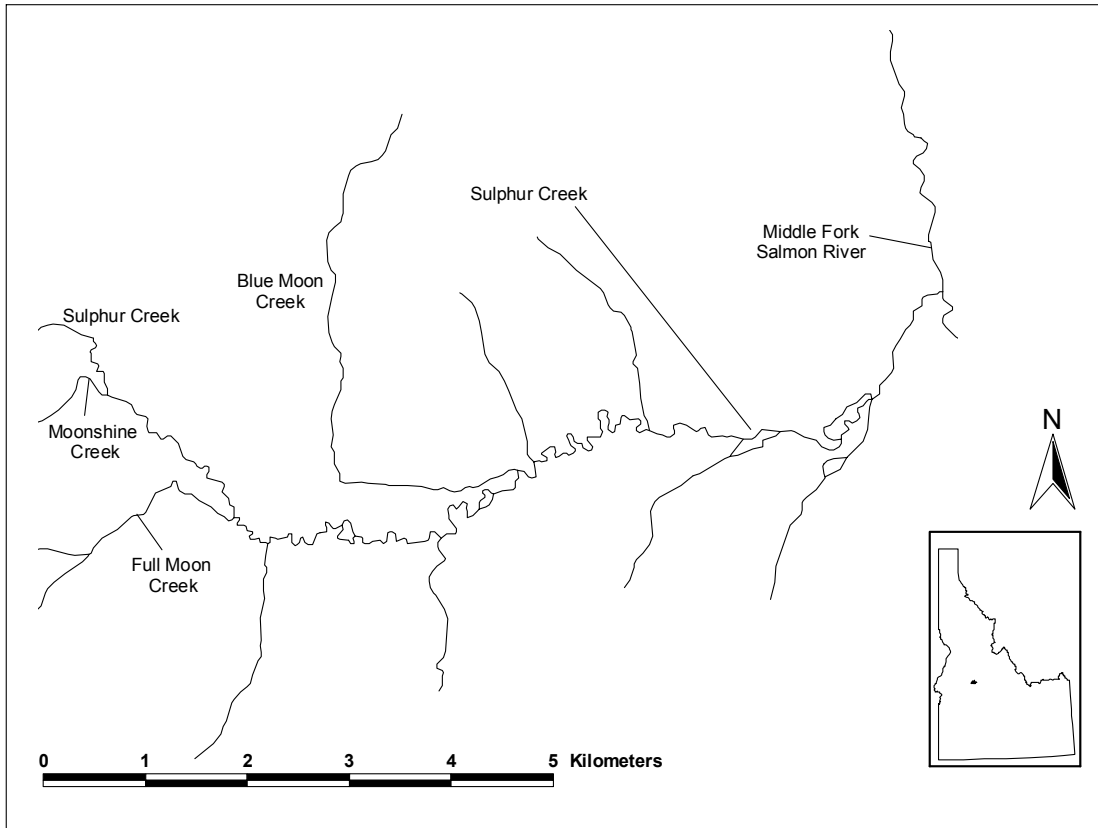 Sulphur Creek
Middle Fork
Salmon River
Blue Moon
Creek
Sulphur Creek
Moonshine
Creek
Full Moon
Creek
N
0 1 2 3 4 5 Kilometers